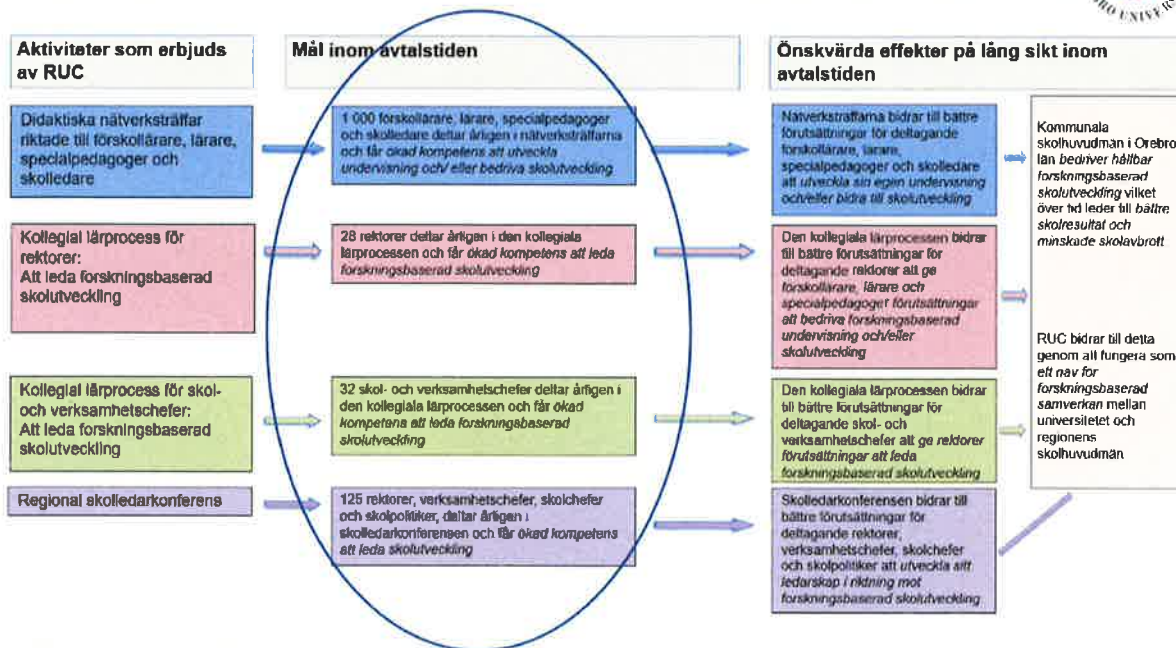 RO UNIVER
Aktiviteter som erbjuds
av RUC
Mål inom avtalstiden
Önskvärda effekter på lång sikt inom
avtalstiden
Didaktiska nätverksträffar
riktade till förskollärare, lärare,
specialpedagoger och
skolledare
1 000 förskollärare, lärare, specialpedagoger
och skolledare deltar årligen i nätverksträffarna
och får ökad kompetens att utveckla
undervisning och/ eller bedriva skolutveckling
Nätverksträffarna bidrar till bättre
förutsättningar för deltagande
förskollärare, lärare,
specialpedagoger och skolledare
att utveckla sin egen undervisning
och/eller bidra till skolutveckling
Kollegial lärprocess för
rektorer:
Att leda forskningsbaserad
skolutveckling
28 rektorer deltar årligen i den kollegiala
lärprocessen och får ökad kompetens att leda
forskningsbaserad skolutveckling
Den kollegiala lärprocessen bidrar
till bättre förutsättningar för
deltagande rektorer att ge
förskollärare, lärare och
specialpedagoger förutsättningar
att bedriva forskningsbaserad
undervisning och/eller
skolutveckling
Kollegial lärprocess för skol-
och verksamhetschefer:
Att leda forskningsbaserad
skolutveckling
32 skol- och verksamhetschefer deltar årligen i
den kollegiala lärprocessen och får ökad
kompetens att leda forskningsbaserad
skolutveckling
Den kollegiala lärprocessen bidrar
till bättre förutsättningar för
deltagande skol- och
verksamhetschefer att ge rektorer
förutsättningar att leda
forskningsbaserad skolutveckling
Regional skolledarkonferens
125 rektorer, verksamhetschefer, skolchefer
och skolpolitiker, deltar årligen i
skolledarkonferensen och får ökad kompetens
att leda skolutveckling
Skolledarkonferensen bidrar till
bättre förutsättningar för
deltagande rektorer,
verksamhetschefer, skolchefer
och skolpolitiker att utveckla sitt
ledarskap i riktning mot
forskningsbaserad skolutveckling
Kommunala
skolhuvudmän i Örebro
län bedriver hållbar
forskningsbaserad
skolutveckling vilket
över tid leder till bättre
skolresultat och
minskade skolavbrott
RUC bidrar till detta
genom att fungera som
ett nav för
forskningsbaserad
samverkan mellan
universitetet och
regionens
skolhuvudmän